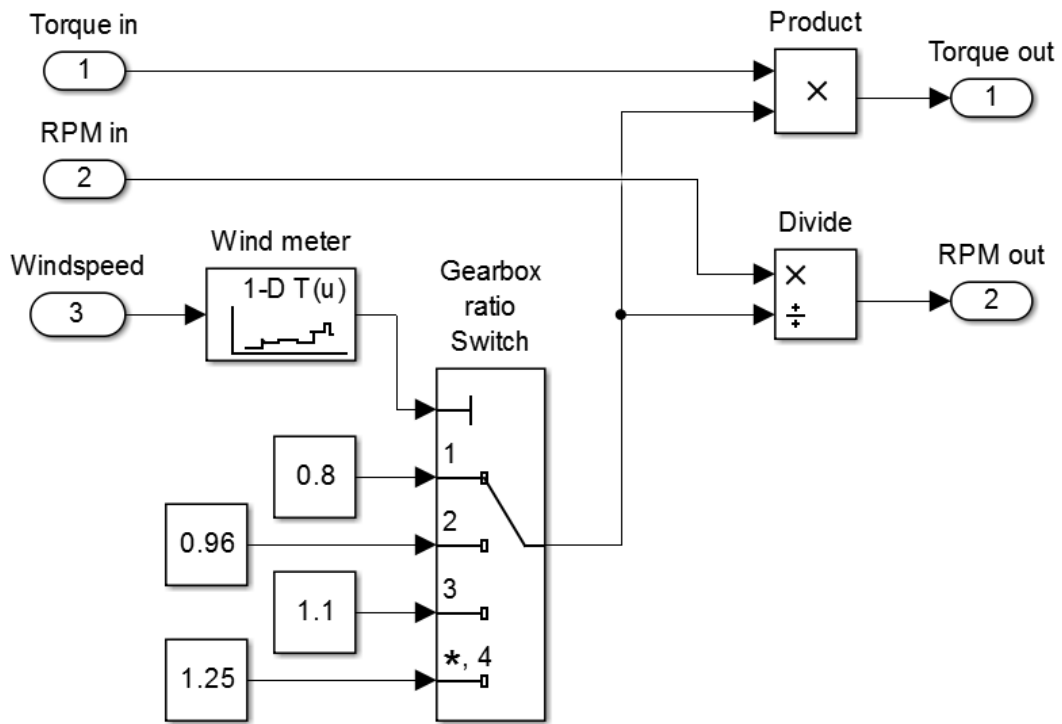 Torque in
1
Product
×
Torque out
1
RPM in
2
Divide
×
÷
RPM out
2
Windspeed
3
Wind meter
1-D T(u)
Gearbox
ratio
Switch
0.8
1
0.96
2
1.1
3
1.25
*, 4